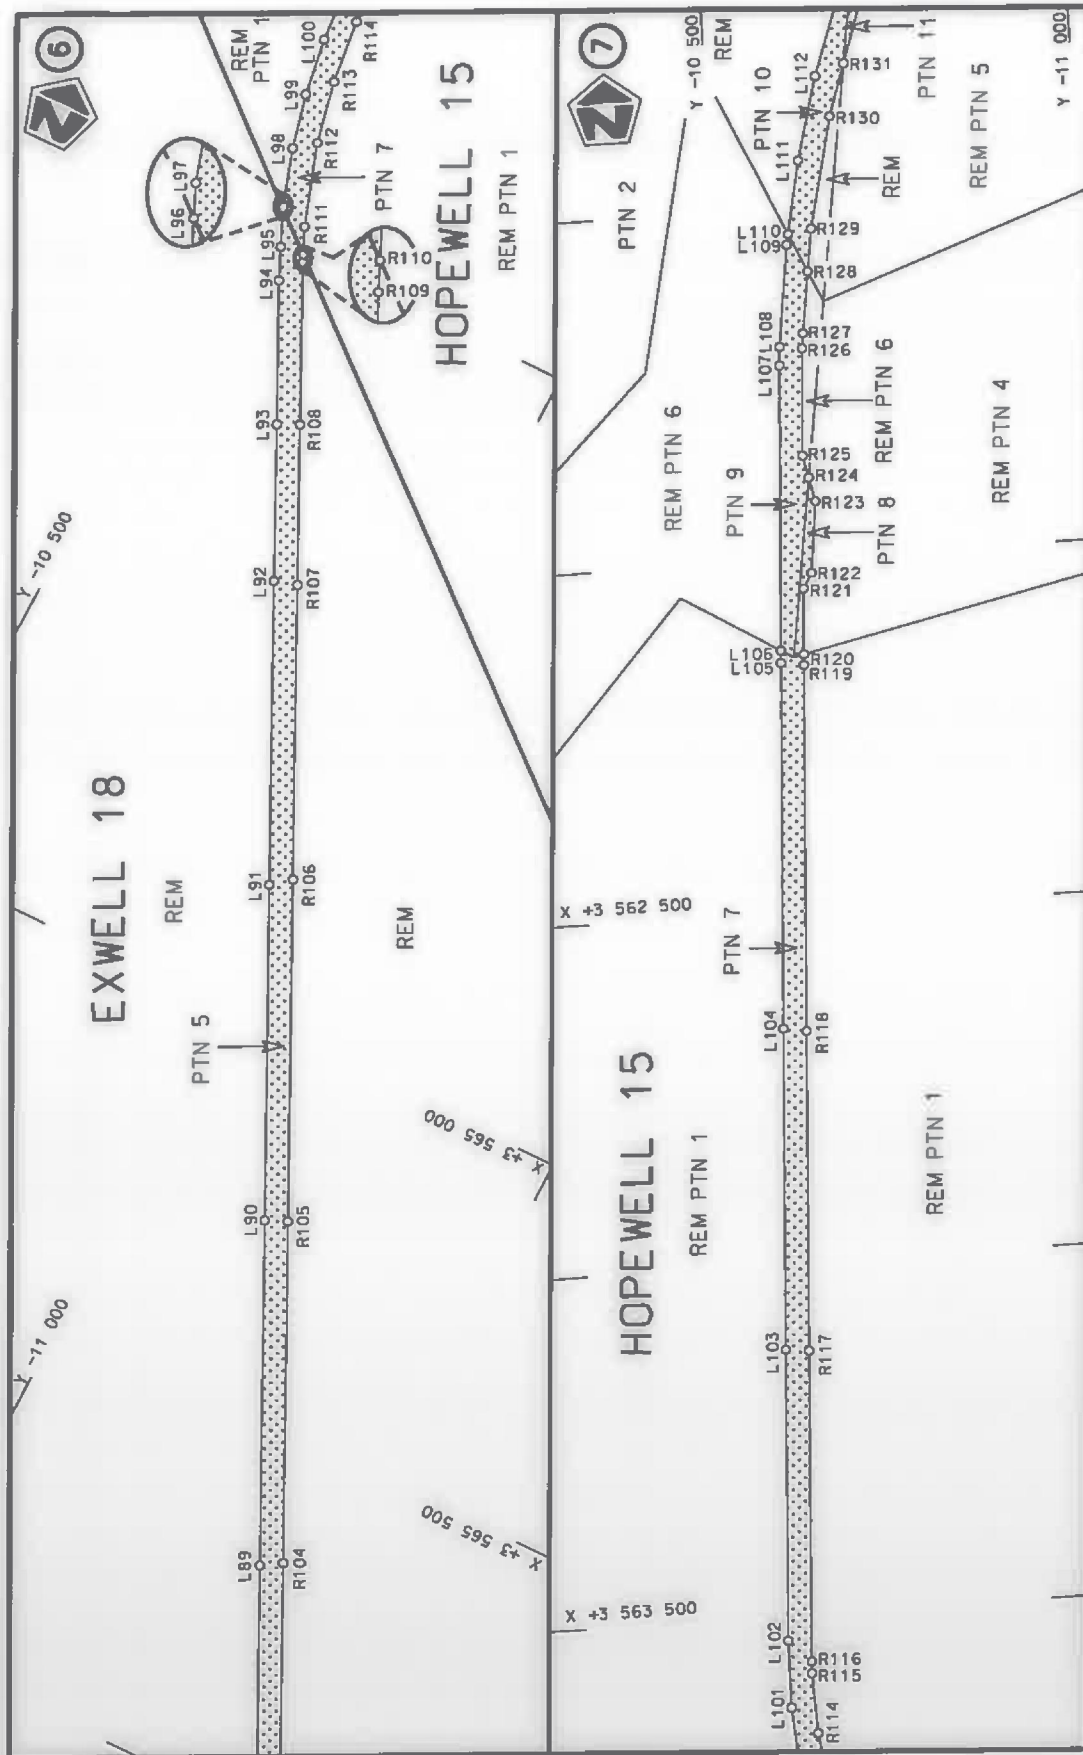 6
N
REM
PTN 1
L100
R114
L99
R113
L98
R112
L97
L96
PTN 7
R111
L95
L94
R110
R109
HOPEWELL 15
REM PTN 1
L93
R108
Y -10 500
L92
R107
EXWELL 18
REM
L91
R106
REM
PTN 5
X +3 565 000
L90
R105
Y -11 000
X +3 565 500
L89
R104
7
N
Y -10 500
REM
PTN 11
R131
L112
PTN 10
R130
REM PTN 5
Y -11 000
L111
REM
PTN 2
L110
L109
R129
R128
L108
L107
R127
R126
REM PTN 6
REM PTN 6
REM PTN 4
R125
R124
R123
PTN 9
PTN 8
R122
R121
L106
L105
R120
R119
X +3 562 500
PTN 7
L104
R118
HOPEWELL 15
REM PTN 1
REM PTN 1
L103
R117
X +3 563 500
L102
R116
R115
L101
R114